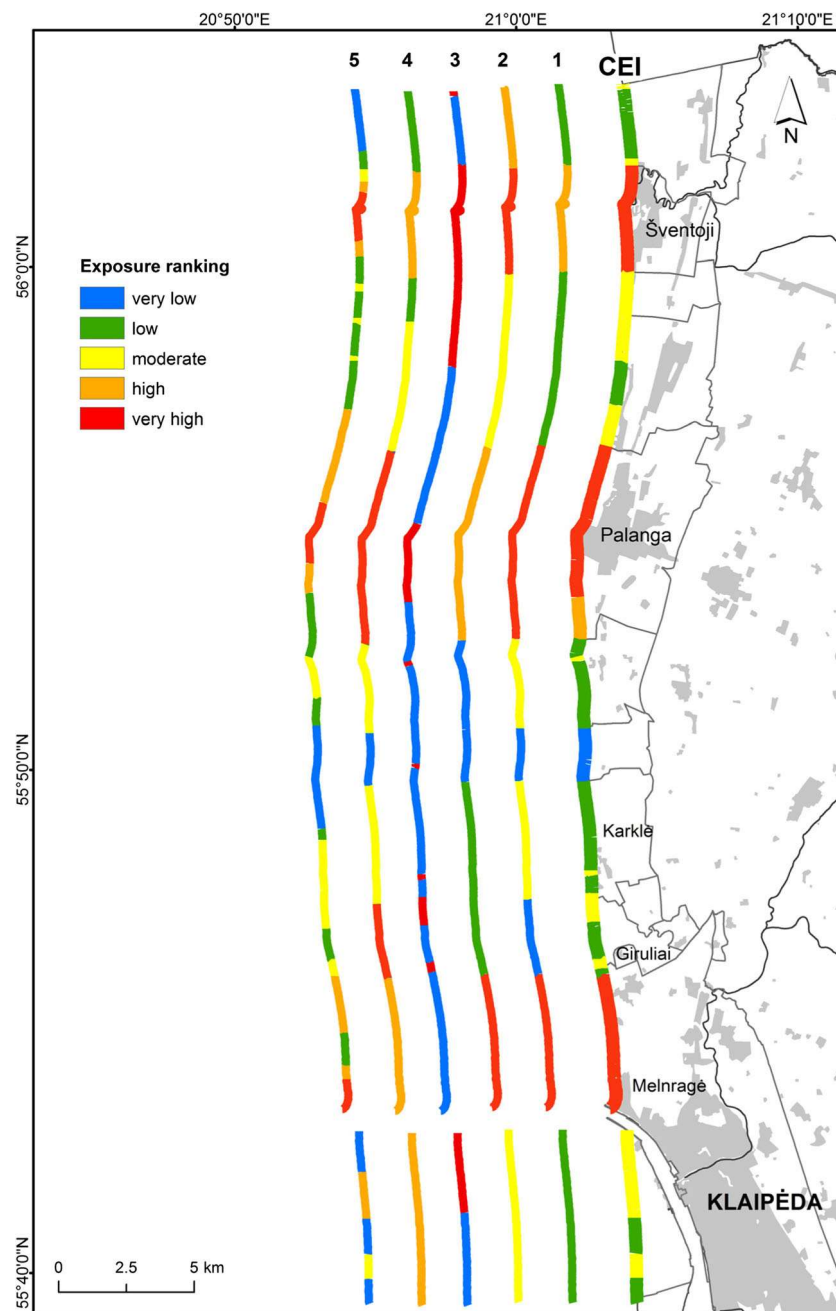 20°50'0"E 21°0'0"E 21°10'0"E
5 4 3 2 1 CEI
N
Šventoji
56°0'0"N
Exposure ranking
very low
low
moderate
high
very high
Palanga
55°50'0"N
Karklė
Giruliai
Melnragė
KLAIPĖDA
0 2.5 5 km
55°40'0"N